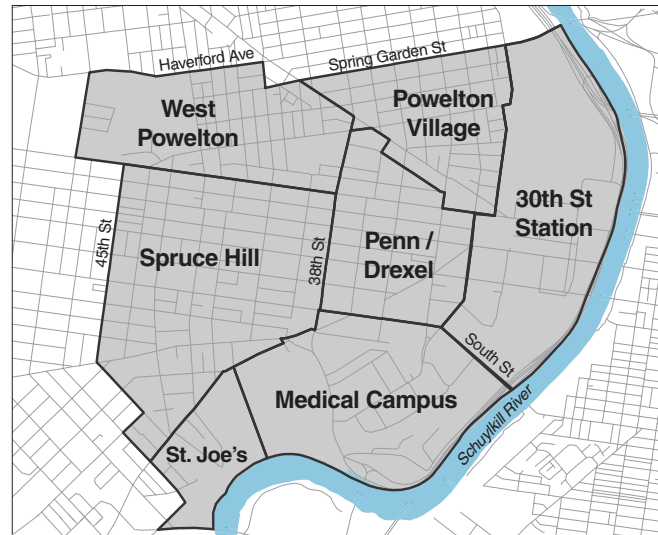 Haverford Ave
Spring Garden St
West
Powelton
Powelton
Village
30th St
Station
45th St
Spruce Hill
38th St
Penn /
Drexel
South St
Medical Campus
Schuylkill River
St. Joe's